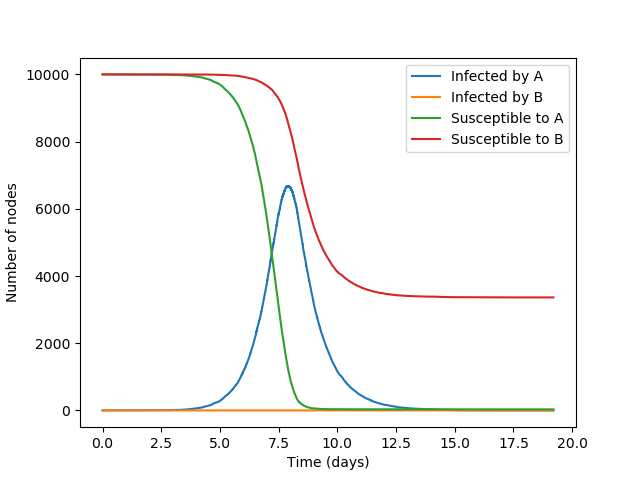 10000
8000
6000
4000
2000
0
Number of nodes
0.0 2.5 5.0 7.5 10.0 12.5 15.0 17.5 20.0
Time (days)
Infected by A
Infected by B
Susceptible to A
Susceptible to B